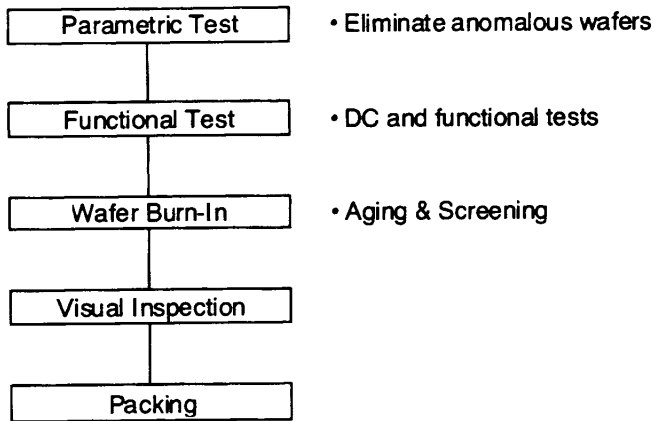 Parametric Test
• Eliminate anomalous wafers
Functional Test
• DC and functional tests
Wafer Burn-In
• Aging & Screening
Visual Inspection
Packing